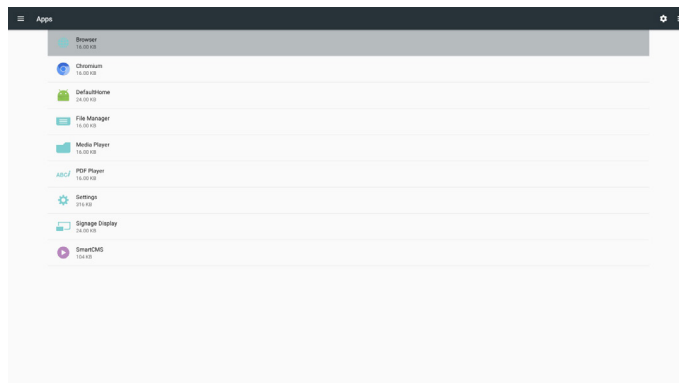 Apps
Browser
16.00 KB
Chromium
16.00 KB
DefaultHome
24.00 KB
File Manager
16.00 KB
Media Player
16.00 KB
ABCi
PDF Player
16.00 KB
Settings
316 KB
Signage Display
24.00 KB
SmartCMS
104 KB